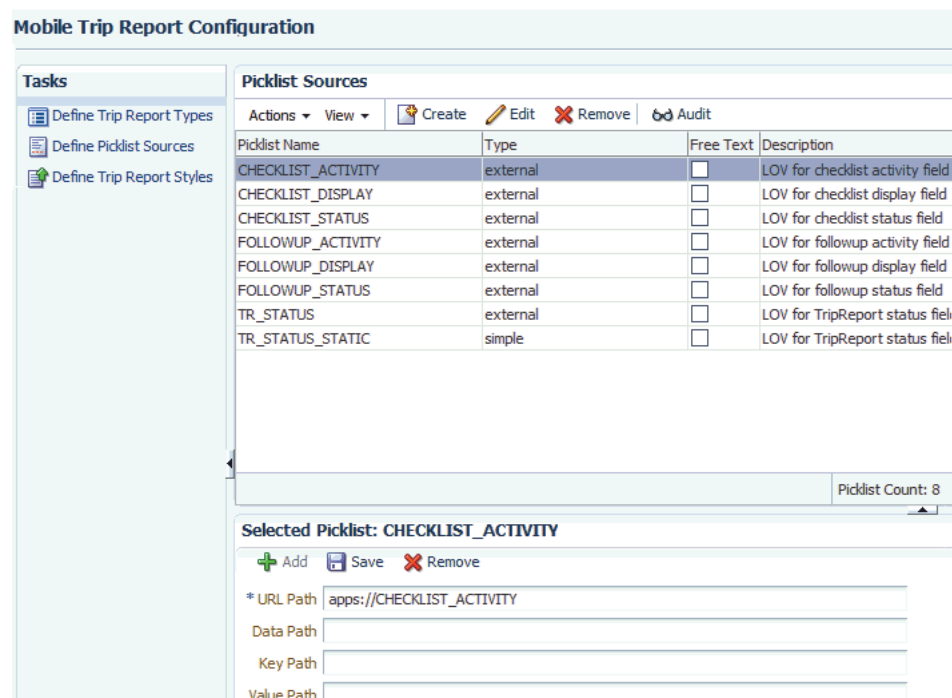 Mobile Trip Report Configuration
Tasks
Define Trip Report Types
Define Picklist Sources
Define Trip Report Styles
Picklist Sources
Actions View Create Edit Remove Audit
Picklist Name Type Free Text Description
CHECKLIST_ACTIVITY external LOV for checklist activity field
CHECKLIST_DISPLAY external LOV for checklist display field
CHECKLIST_STATUS external LOV for checklist status field
FOLLOWUP_ACTIVITY external LOV for followup activity field
FOLLOWUP_DISPLAY external LOV for followup display field
FOLLOWUP_STATUS external LOV for followup status field
TR_STATUS external LOV for TripReport status fiel
TR_STATUS_STATIC simple LOV for TripReport status fiel
Picklist Count: 8
Selected Picklist: CHECKLIST_ACTIVITY
Add Save Remove
* URL Path apps://CHECKLIST_ACTIVITY
Data Path
Key Path
Value Path